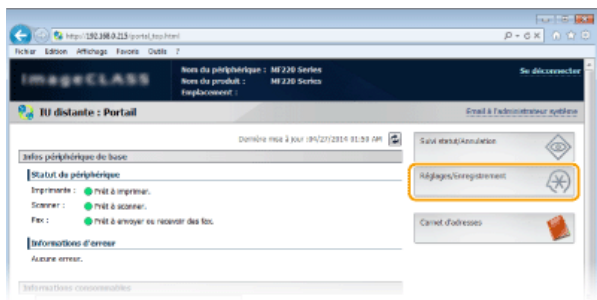 http://192.168.0.215/portal_top.html
Fichier Edition Affichage Favoris Outils ?
imageCLASS
Nom du périphérique : MF220 Series
Nom du produit : MF220 Series
Emplacement :
Se déconnecter
IU distante : Portail
Email à l'administrateur système
Dernière mise à jour :04/27/2014 01:53 AM
Infos périphérique de base
Statut du périphérique
Imprimante : Prêt à imprimer.
Scanner : Prêt à scanner.
Fax : Prêt à envoyer ou recevoir des fax.
Informations d'erreur
Aucune erreur.
Informations consommables
Suivi statut/Annulation
Réglages/Enregistrement
Carnet d'adresses